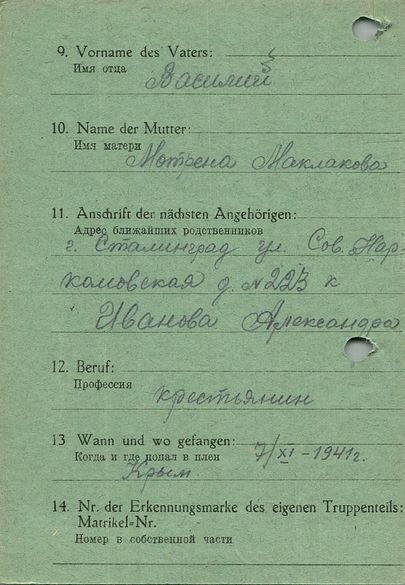 9. Vorname des Vaters:
Имя отца
Василий
10. Name der Mutter:
Имя матери
Мотрена Маклакова
11. Anschrift der nächsten Angehörigen:
Адрес ближайших родственников
г. Сталинград ул. Сов. Нар-
комовская д. №223 к
Иванова Александра
12. Beruf:
Профессия
крестьянин
13 Wann und wo gefangen:
Когда и где попал в плен
7/XI - 1941г.
Крым.
14. Nr. der Erkennungsmarke des eigenen Truppenteils:
Matrikel-Nr.
Номер в собственной части